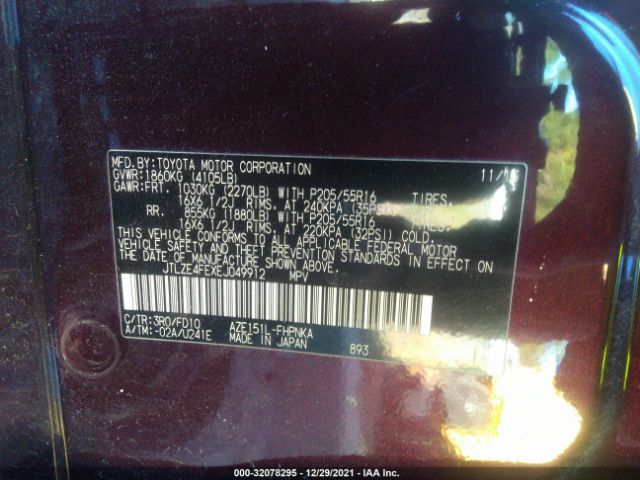 MFD. BY: TOYOTA MOTOR CORPORATION 11/
GVWR: 1860KG (4105LB)
GAWR: FRT. 1030KG (2270LB) WITH P205/55R16 TIRES,
16X6 1/2J RIMS, AT 240KPA (35PSI)
RR. 855KG (1880LB) WITH P205/55R16
16X6 1/2J RIMS, AT 220KPA (32PSI) COLD.
THIS VEHICLE CONFORMS TO ALL APPLICABLE FEDERAL MOTOR
VEHICLE SAFETY AND THEFT PREVENTION STANDARDS IN EFFECT ON
THE DATE OF MANUFACTURE SHOWN ABOVE.
JTLZE4FEXEJ049912 MPV
C/TR: 3R0/FD10 AZE151L-FHPNKA
A/TM: -02A/U241E MADE IN JAPAN 893
000-32078295 - 12/29/2021 - IAA Inc.